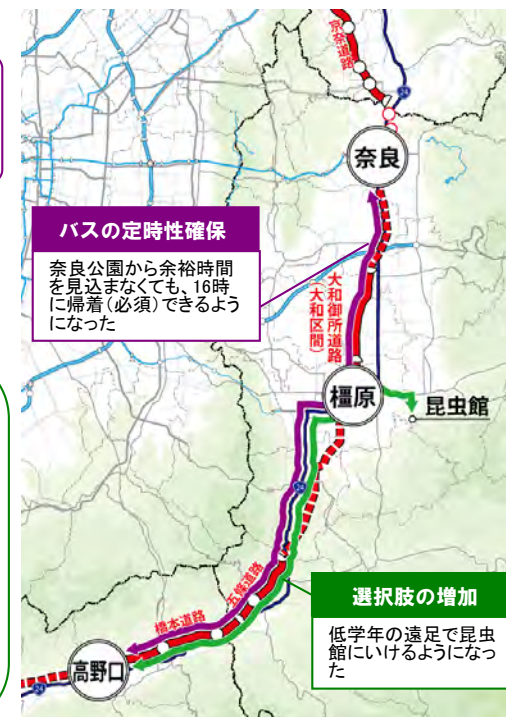 京奈道路
24
奈良
バスの定時性確保
奈良公園から余裕時間
を見込まなくても、16時
に帰着(必須)できるよう
になった
大和御所道路
(大和区間)
橿原
昆虫館
24
五條道路
橋本道路
選択肢の増加
低学年の遠足で昆虫
館にいけるようになっ
た
高野口
24